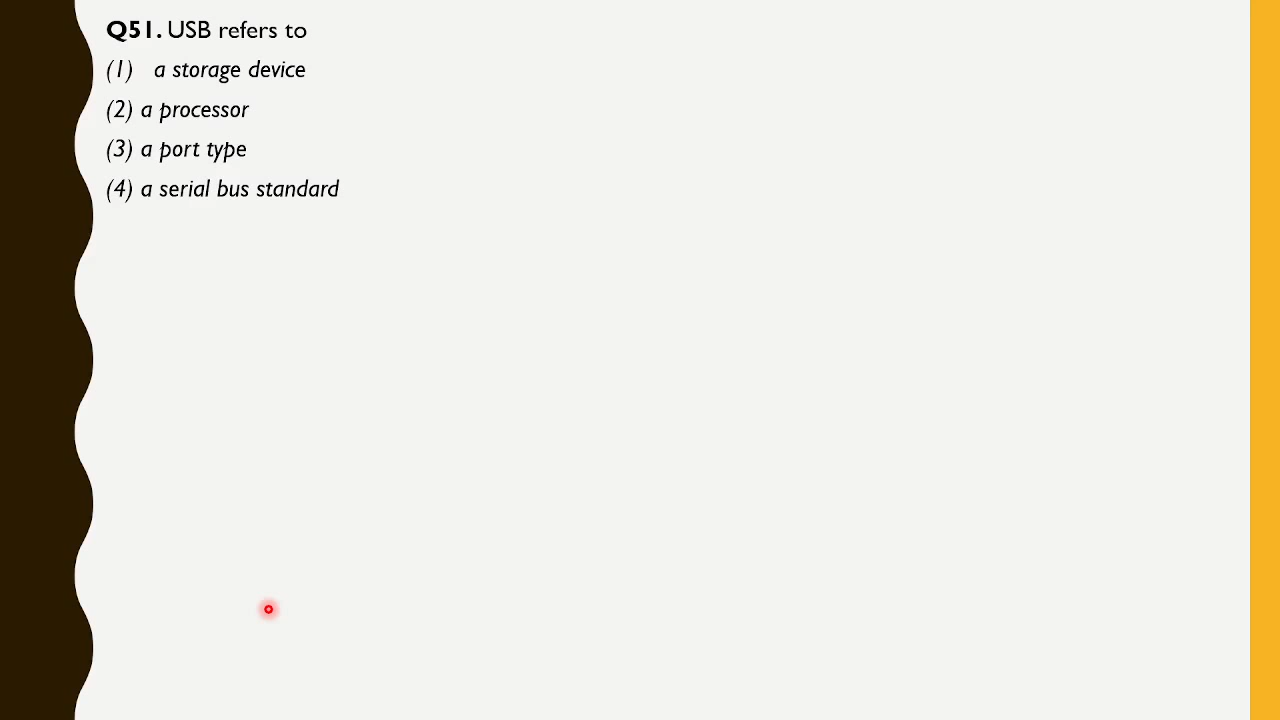 Q51. USB refers to
(1) a storage device
(2) a processor
(3) a port type
(4) a serial bus standard